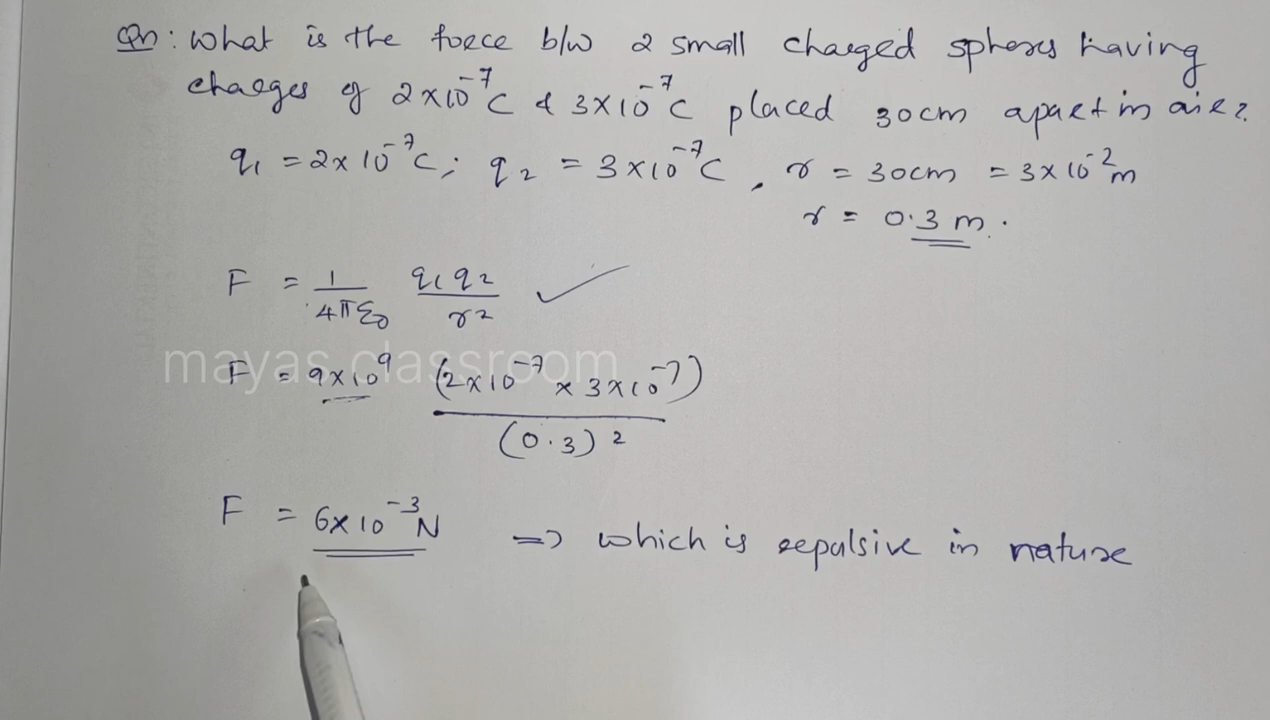 Qn: What is the force b/w 2 small charged spheres having
charges of 2×10⁻⁷C & 3×10⁻⁷C placed 30cm apart in air?
q₁ = 2×10⁻⁷C; q₂ = 3×10⁻⁷C, r = 30cm = 3×10⁻²m
r = 0.3 m.
F = 1/4πε₀ q₁q₂/r² ✓
mayas classroom
F = 9×10⁹ (2×10⁻⁷ × 3×10⁻⁷)/(0.3)²
F = 6×10⁻³N => which is repulsive in nature